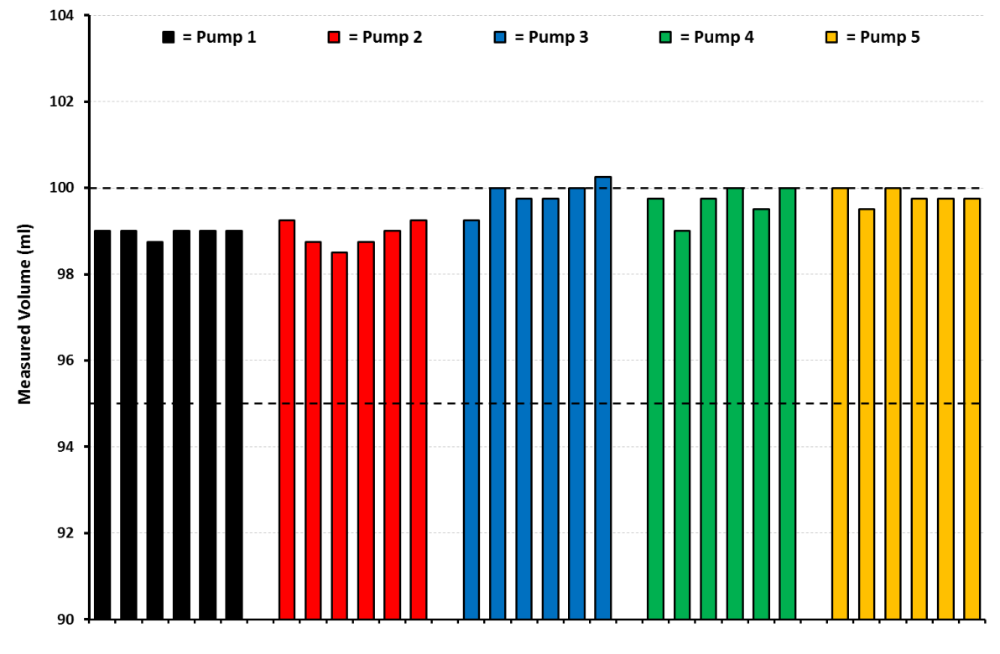 104
= Pump 1
= Pump 2
= Pump 3
= Pump 4
= Pump 5
102
100
98
96
94
92
90
Measured Volume (ml)